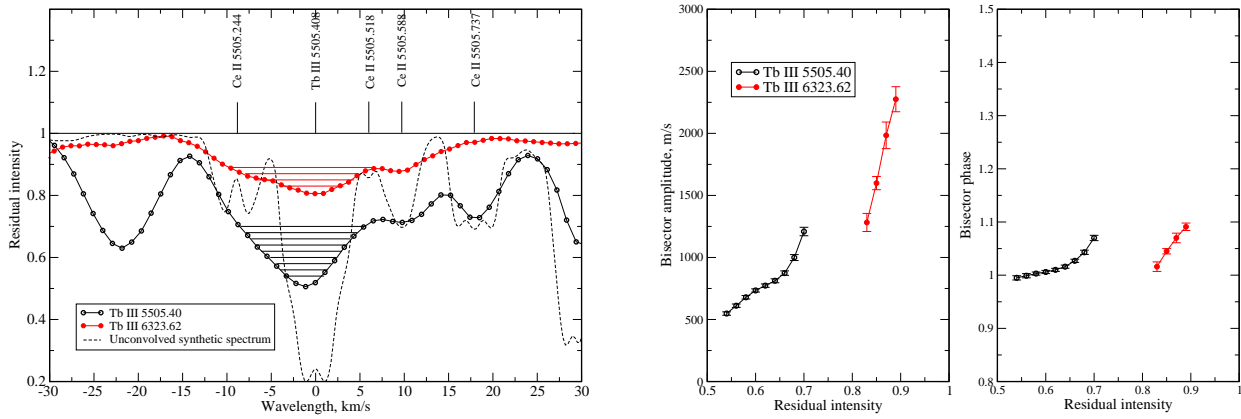 Ce II 5505.244
Tb III 5505.408
Ce II 5505.518
Ce II 5505.588
Ce II 5505.737
Residual intensity
1.2
1
0.8
0.6
0.4
0.2
Tb III 5505.40
Tb III 6323.62
Unconvolved synthetic spectrum
-30 -25 -20 -15 -10 -5 0 5 10 15 20 25 30
Wavelength, km/s
Bisector amplitude, m/s
3000
2500
2000
1500
1000
500
0
Tb III 5505.40
Tb III 6323.62
0.5 0.6 0.7 0.8 0.9 1
Residual intensity
Bisector phase
1.5
1.4
1.3
1.2
1.1
1.0
0.9
0.8
0.5 0.6 0.7 0.8 0.9 1
Residual intensity